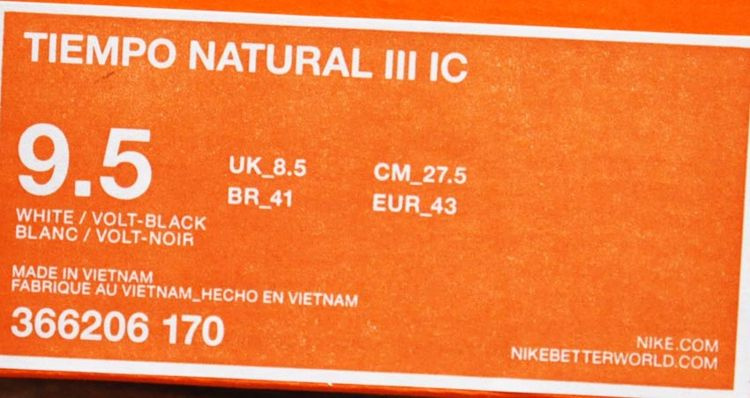 TIEMPO NATURAL III IC
9.5
UK_8.5 CM_27.5
BR_41 EUR_43
WHITE / VOLT-BLACK
BLANC / VOLT-NOIR
MADE IN VIETNAM
FABRIQUE AU VIETNAM_HECHO EN VIETNAM
366206 170
NIKE.COM
NIKEBETTERWORLD.COM